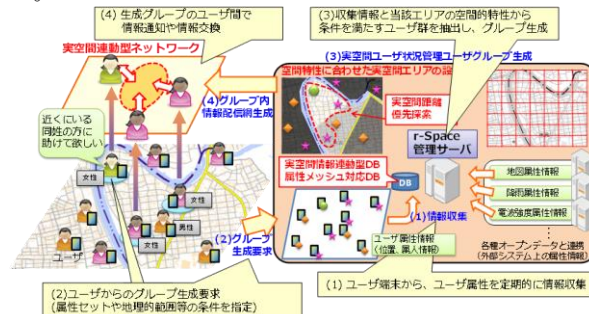 (4) 生成グループのユーザ間で
情報通知や情報交換
(3)収集情報と当該エリアの空間的特性から
条件を満たすユーザ群を抽出し、グループ生成
実空間連動型ネットワーク
(3)実空間ユーザ状況管理ユーザグループ生成
空間特性に合わせた実空間エリアの設
(4)グループ内
情報配信網生成
実空間距離
優先探索
近くにいる
同性の方に
助けて欲しい
r-Space
管理サーバ
実空間情報連動型DB
属性メッシュ対応DB
DB
地図属性情報
降雨属性情報
電波強度属性情報
女性
女性
男性
女性
ユーザ
(1)情報収集
(2)グループ
生成要求
ユーザ属性情報
(位置、個人情報)
各種オープンデータと連携
(外部システム上の属性情報)
(2)ユーザからのグループ生成要求
(属性セットや地理的範囲等の条件を指定)
(1) ユーザ端末から、ユーザ属性を定期的に情報収集